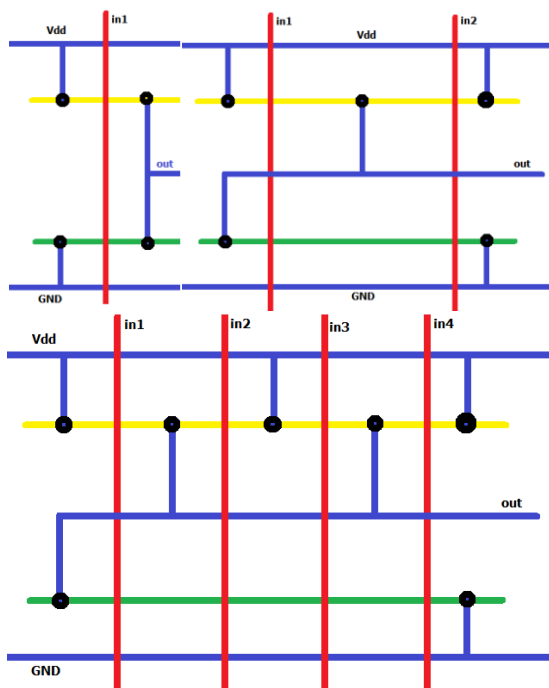 in1
Vdd
out
GND
in1
in2
Vdd
out
GND
in1
in2
in3
in4
Vdd
out
GND